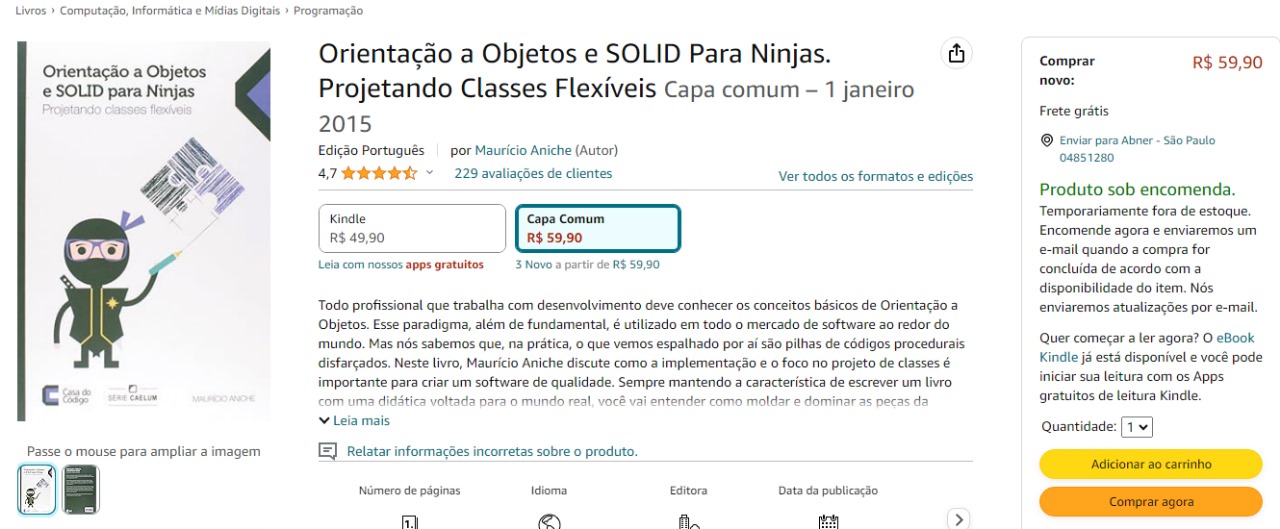 Livros › Computação, Informática e Mídias Digitais › Programação
Orientação a Objetos
e SOLID para Ninjas
Projetando classes flexíveis
Casa do
Código
SÉRIE CAELUM
MAURÍCIO ANICHE
Passe o mouse para ampliar a imagem
Orientação a Objetos e SOLID Para Ninjas.
Projetando Classes Flexíveis Capa comum – 1 janeiro
2015
Edição Português | por Maurício Aniche (Autor)
4,7 229 avaliações de clientes
Ver todos os formatos e edições
Kindle
R$ 49,90
Leia com nossos apps gratuitos
Capa Comum
R$ 59,90
3 Novo a partir de R$ 59,90
Todo profissional que trabalha com desenvolvimento deve conhecer os conceitos básicos de Orientação a
Objetos. Esse paradigma, além de fundamental, é utilizado em todo o mercado de software ao redor do
mundo. Mas nós sabemos que, na prática, o que vemos espalhado por aí são pilhas de códigos procedurais
disfarçados. Neste livro, Maurício Aniche discute como a implementação e o foco no projeto de classes é
importante para criar um software de qualidade. Sempre mantendo a característica de escrever um livro
com uma didática voltada para o mundo real, você vai entender como moldar e dominar as peças da
Leia mais
Relatar informações incorretas sobre o produto.
Número de páginas
Idioma
Editora
Data da publicação
Comprar
novo:
R$ 59,90
Frete grátis
Enviar para Abner - São Paulo
04851280
Produto sob encomenda.
Temporariamente fora de estoque.
Encomende agora e enviaremos um
e-mail quando a compra for
concluída de acordo com a
disponibilidade do item. Nós
enviaremos atualizações por e-mail.
Quer começar a ler agora? O eBook
Kindle já está disponível e você pode
iniciar sua leitura com os Apps
gratuitos de leitura Kindle.
Quantidade: 1
Adicionar ao carrinho
Comprar agora